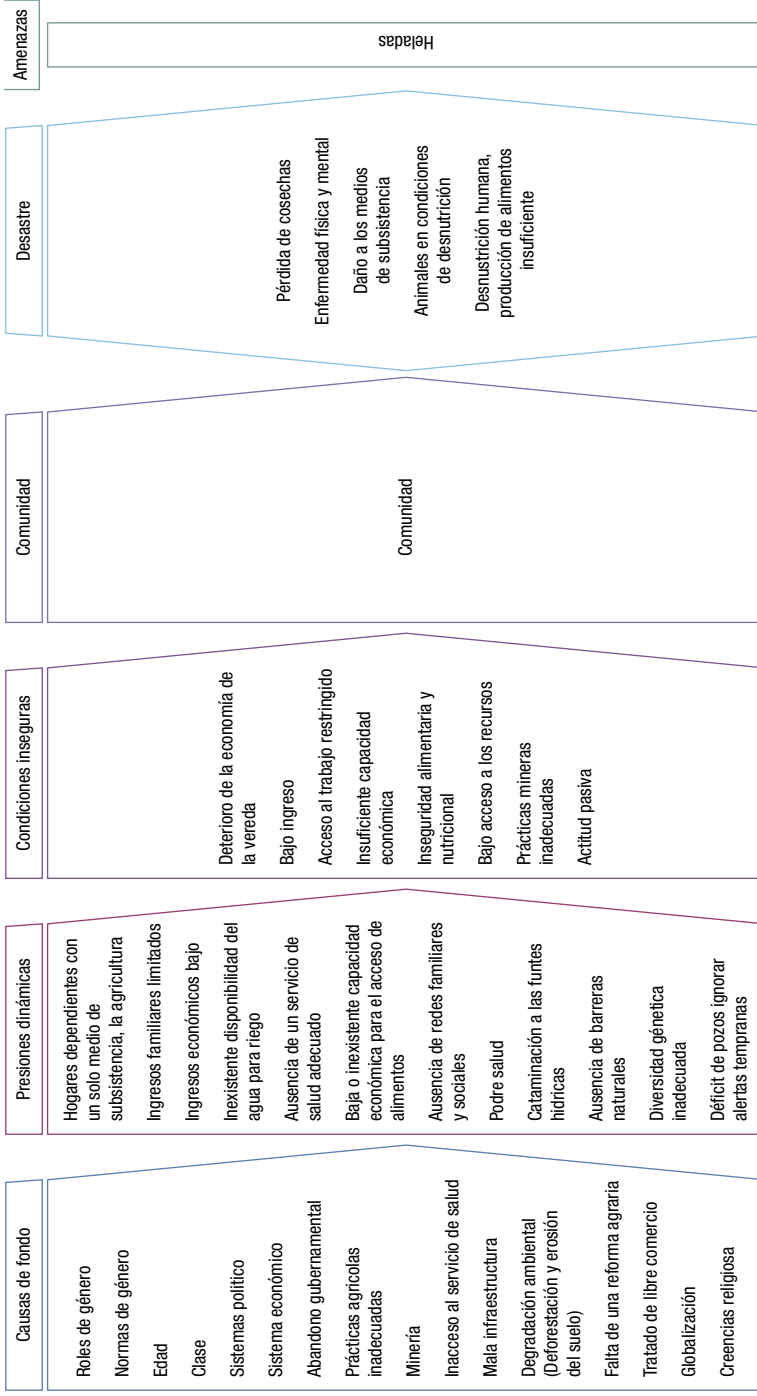 Causas de fondo
Roles de género
Normas de género
Edad
Clase
Sistemas político
Sistema económico
Abandono gubernamental
Prácticas agrícolas
inadecuadas
Minería
Inacceso al servicio de salud
Mala infraestructura
Degradación ambiental
(Deforestación y erosión
del suelo)
Falta de una reforma agraria
Tratado de libre comercio
Globalización
Creencias religiosa
Presiones dinámicas
Hogares dependientes con
un solo medio de
subsistencia, la agricultura
Ingresos familiares limitados
Ingresos económicos bajo
Inexistente disponibilidad del
agua para riego
Ausencia de un servicio de
salud adecuado
Baja o inexistente capacidad
económica para el acceso de
alimentos
Ausencia de redes familiares
y sociales
Podre salud
Cataminación a las funtes
hídricas
Ausencia de barreras
naturales
Diversidad génetica
inadecuada
Déficit de pozos ignorar
alertas tempranas
Condiciones inseguras
Deterioro de la economía de
la vereda
Bajo ingreso
Acceso al trabajo restringido
Insuficiente capacidad
económica
Inseguridad alimentaria y
nutricional
Bajo acceso a los recursos
Prácticas mineras
inadecuadas
Actitud pasiva
Comunidad
Comunidad
Desastre
Pérdida de cosechas
Enfermedad física y mental
Daño a los medios
de subsistencia
Animales en condiciones
de desnutrición
Desnustrición humana,
producción de alimentos
insuficiente
Amenazas
Heladas